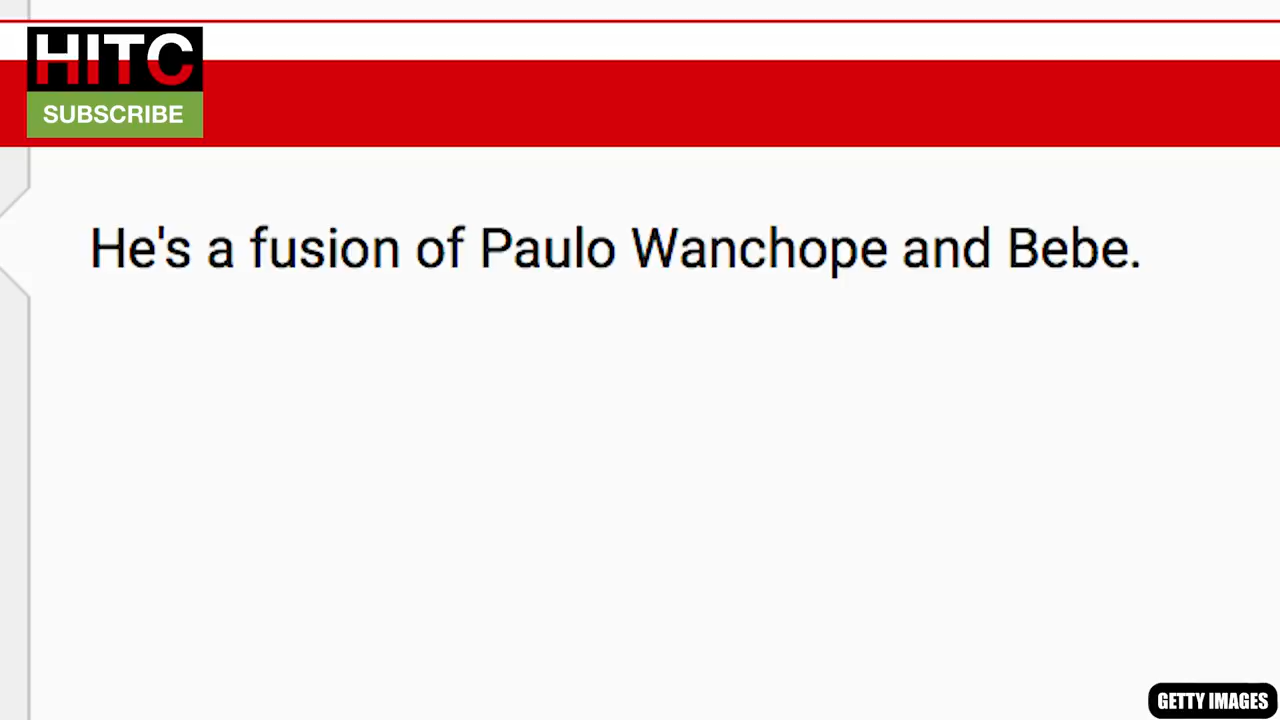 HITC
SUBSCRIBE
He's a fusion of Paulo Wanchope and Bebe.
GETTY IMAGES